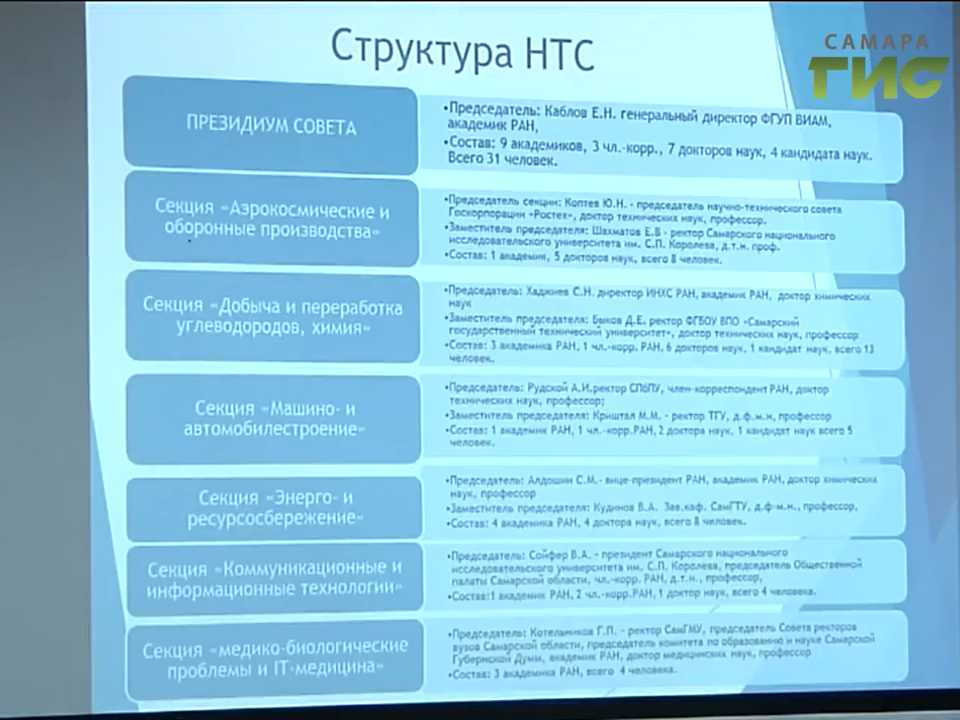 Структура НТС
САМАРА
ГИС
ПРЕЗИДИУМ СОВЕТА
•Председатель: Каблов Е.Н. генеральный директор ФГУП ВИАМ,
академик РАН,
•Состав: 9 академиков, 3 чл.-корр., 7 докторов наук, 4 кандидата наук.
Всего 31 человек.
Секция «Аэрокосмические и
оборонные производства»
•Председатель секции: Коптев Ю.Н. - председатель научно-технического совета
Госкорпорации «Ростех», доктор технических наук, профессор.
•Заместитель председателя: Шахматов Е.В - ректор Самарского национального
исследовательского университета им. С.П. Королева, д.т.н. проф.
•Состав: 1 академик, 5 докторов наук, всего 8 человек.
Секция «Добыча и переработка
углеводородов, химия»
•Председатель: Хаджиев С.Н. директор ИНХС РАН, академик РАН, доктор химических
наук
•Заместитель председателя: Быков Д.Е. ректор ФГБОУ ВПО «Самарский
государственный технический университет», доктор технических наук, профессор
•Состав: 3 академика РАН, 1 чл.-корр. РАН, 6 докторов наук, 1 кандидат наук, всего 13
человек.
Секция «Машино- и
автомобилестроение»
•Председатель: Рудской А.И.ректор СПбПУ, член-корреспондент РАН, доктор
технических наук, профессор;
•Заместитель председателя: Криштал М.М. - ректор ТГУ, д.ф.м.н, профессор
•Состав: 1 академик РАН, 1 чл.-корр.РАН, 2 доктора наук, 1 кандидат наук всего 5
человек.
Секция «Энерго- и
ресурсосбережение»
•Председатель: Алдошин С.М.- вице-президент РАН, академик РАН, доктор химических
наук, профессор
•Заместитель председателя: Кудинов В.А. Зав.каф. СамГТУ, д.ф-м.н., профессор,
•Состав: 4 академика РАН, 4 доктора наук, всего 8 человек.
Секция «Коммуникационные и
информационные технологии»
•Председатель: Сойфер В.А. - президент Самарского национального
исследовательского университета им. С.П. Королева, председатель Общественной
палаты Самарской области, чл.-корр. РАН, д.т.н., профессор,
•Состав:1 академик РАН, 2 чл.-корр.РАН, 1 доктор наук, всего 4 человека.
Секция «медико-биологические
проблемы и IT-медицина»
•Председатель: Котельников Г.П. - ректор СамГМУ, председатель Совета ректоров
вузов Самарской области, председатель комитета по образованию и науке Самарской
Губернской Думы, академик РАН, доктор медицинских наук, профессор
•Состав: 3 академика РАН, всего 4 человека.